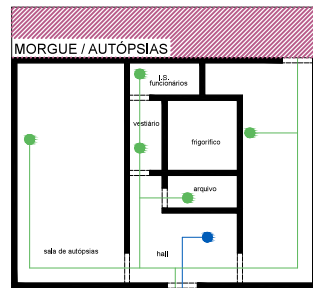 MORGUE / AUTÓPSIAS
I.S.
funcionários
vestiário
frigorífico
arquivo
sala de autópsias
hall